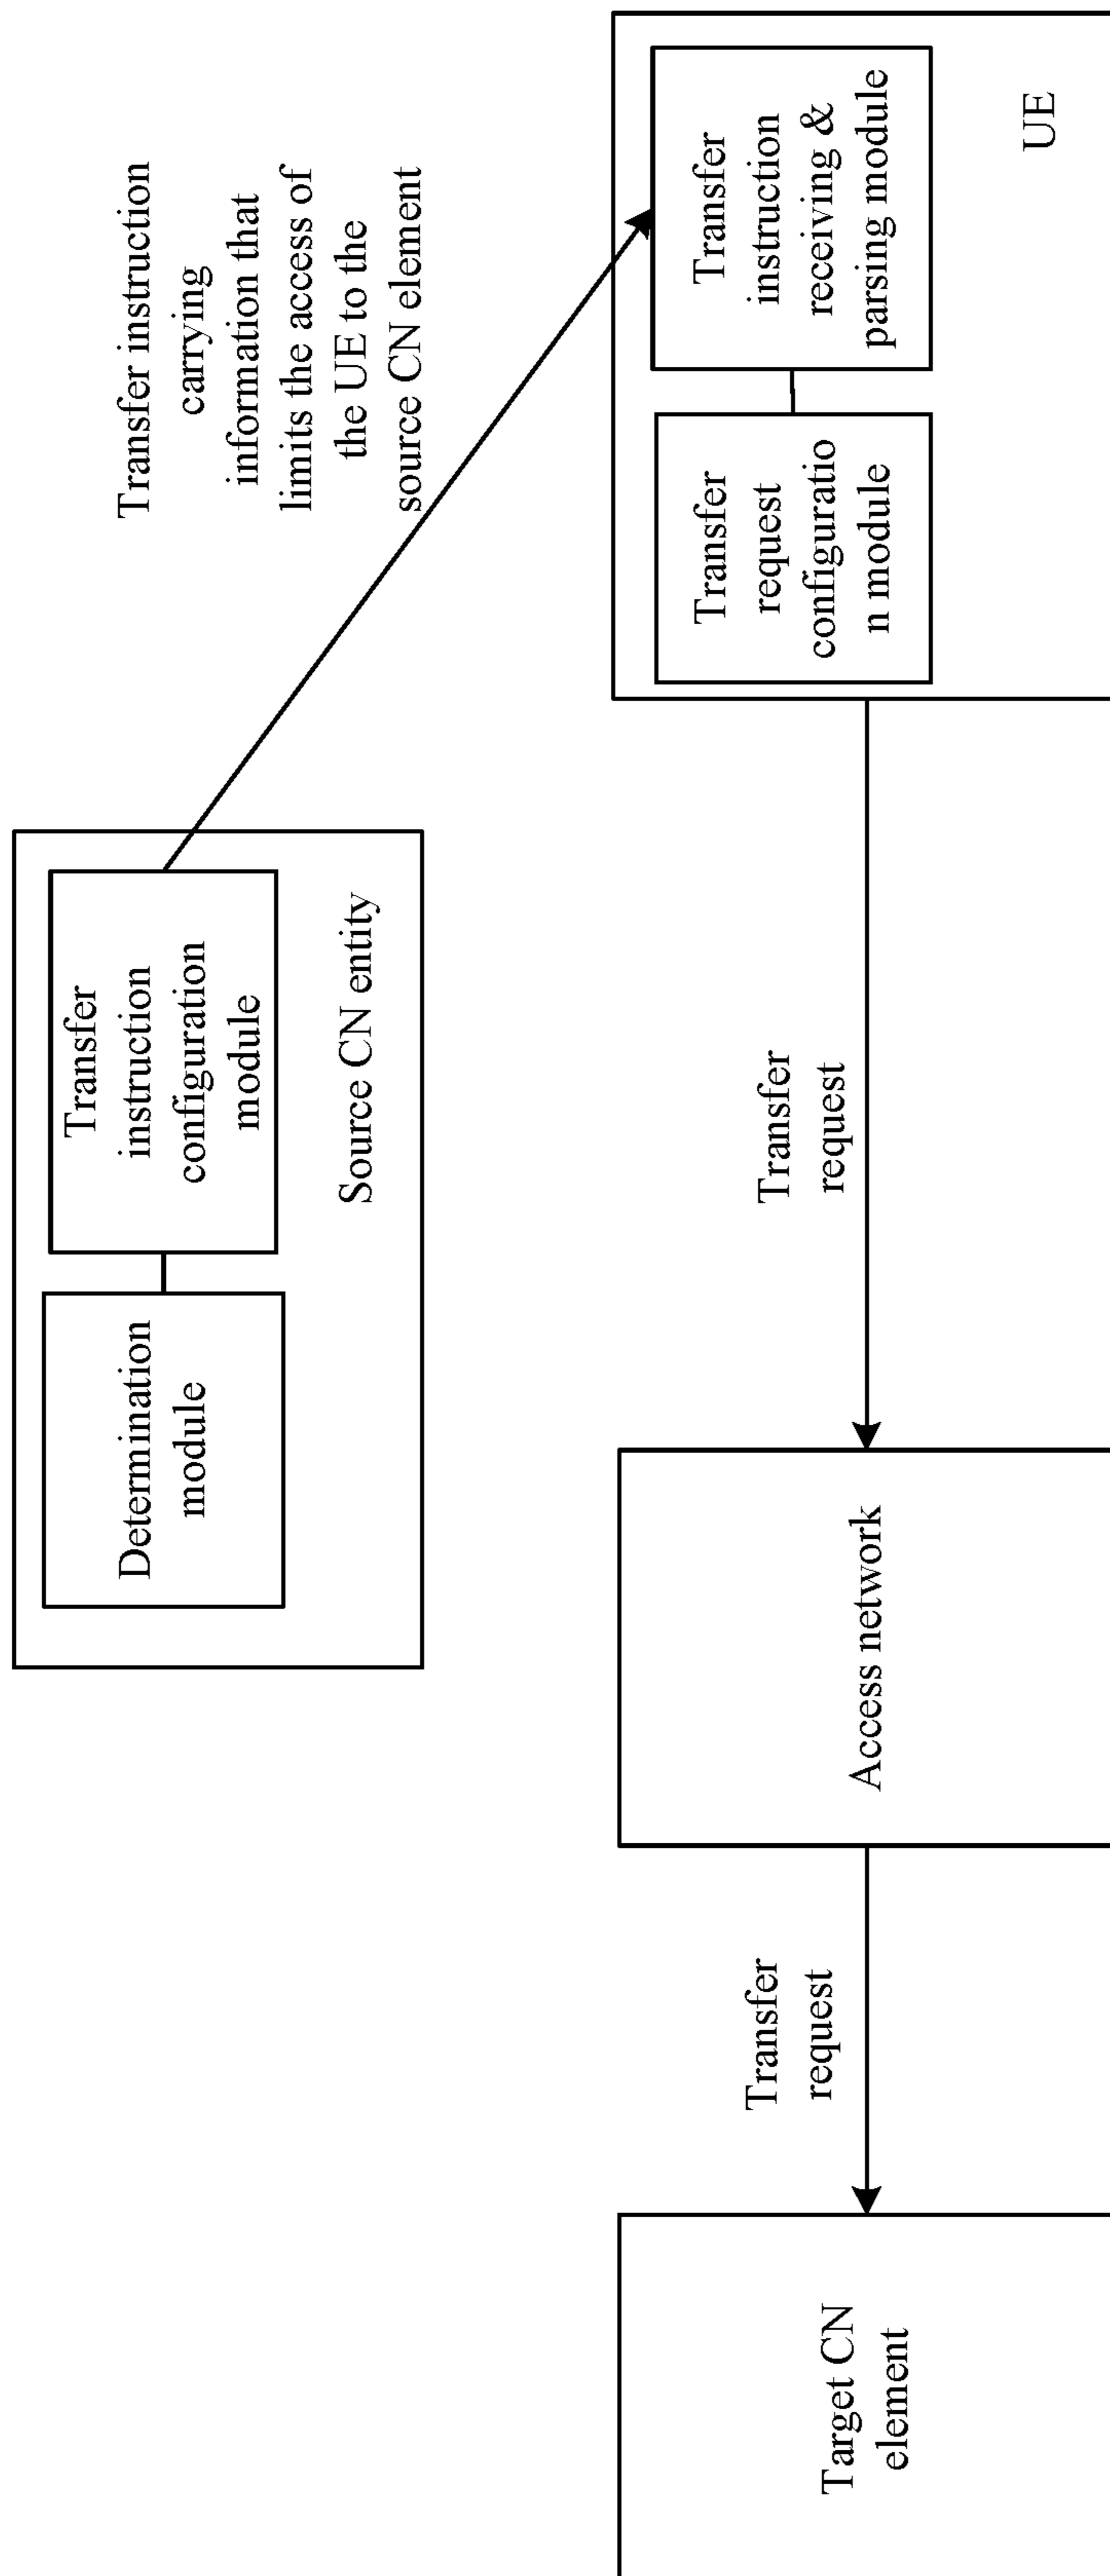 Determination
module
Transfer
instruction
configuration
module
Source CN entity
Transfer instruction
carrying
information that
limits the access of
the UE to the
source CN element
Target CN
element
Transfer
request
Access network
Transfer
request
Transfer
request
configuratio
n module
Transfer
instruction
receiving &
parsing module
UE